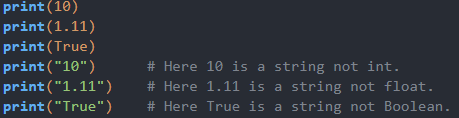 print(10)
print(1.11)
print(True)
print("10")       # Here 10 is a string not int.
print("1.11")     # Here 1.11 is a string not float.
print("True")     # Here True is a string not Boolean.